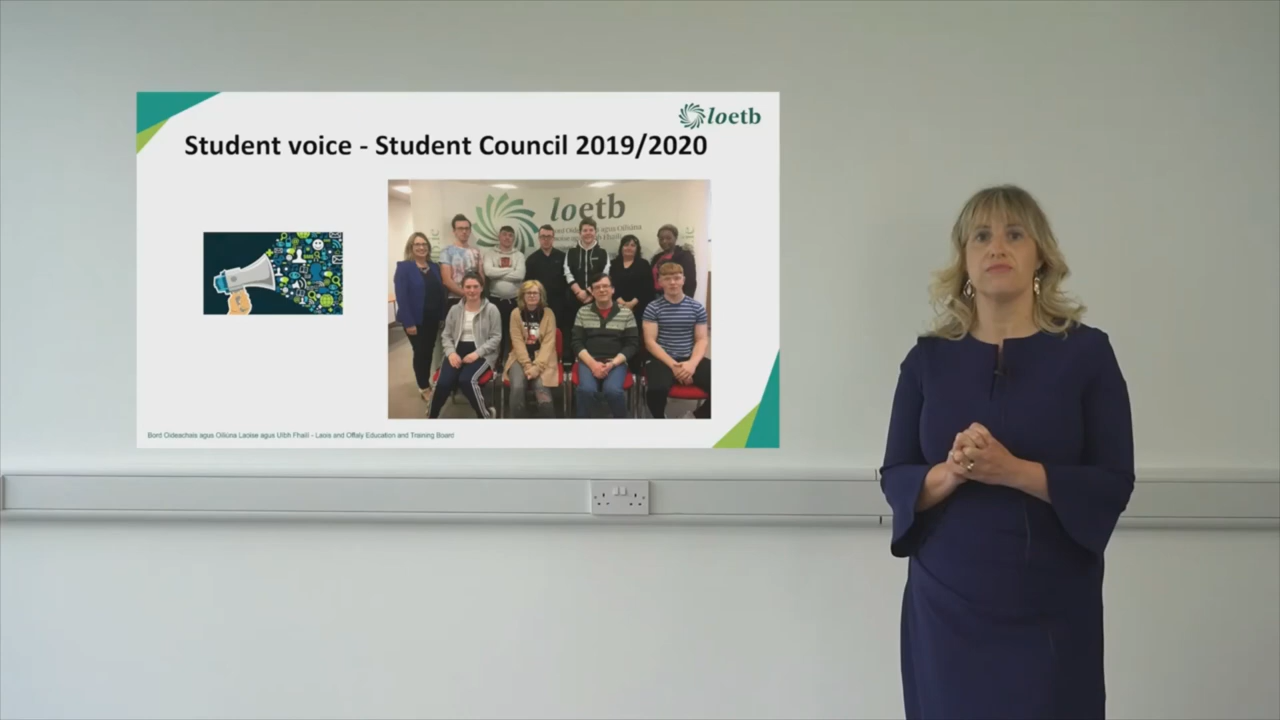 loetb
Student voice - Student Council 2019/2020
loetb
Bord Oideachais agus Oiliúna Laoise agus Uíbh Fhailí - Laois and Offaly Education and Training Board